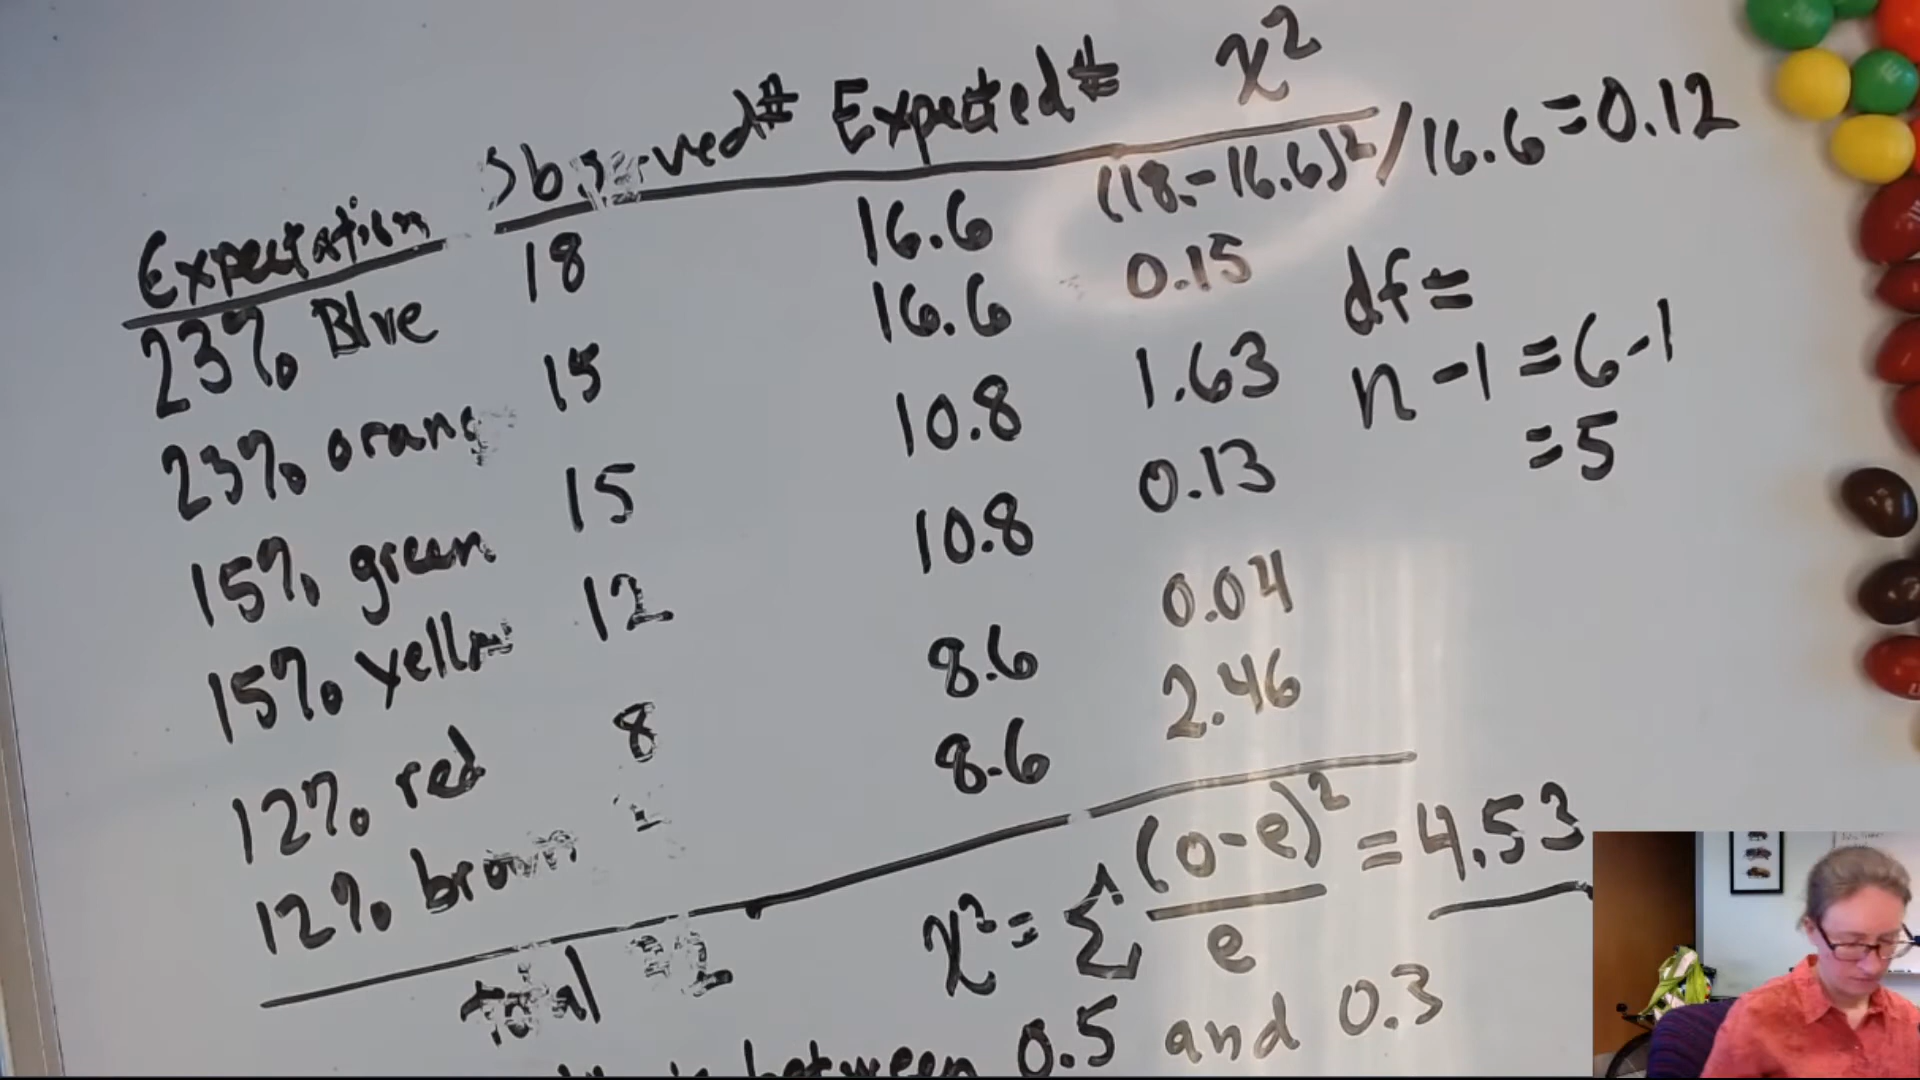 Expectation Observed# Expected# χ²
23% Blue 18 16.6 (18-16.6)²/16.6=0.12
23% orang 15 16.6 0.15
15% green 15 10.8 1.63
15% yellow 12 10.8 0.13
12% red 8 8.6 0.04
12% brown 8.6 2.46
df=
n-1=6-1
=5
total
χ²=Σ(o-e)²/e=4.53
between 0.5 and 0.3